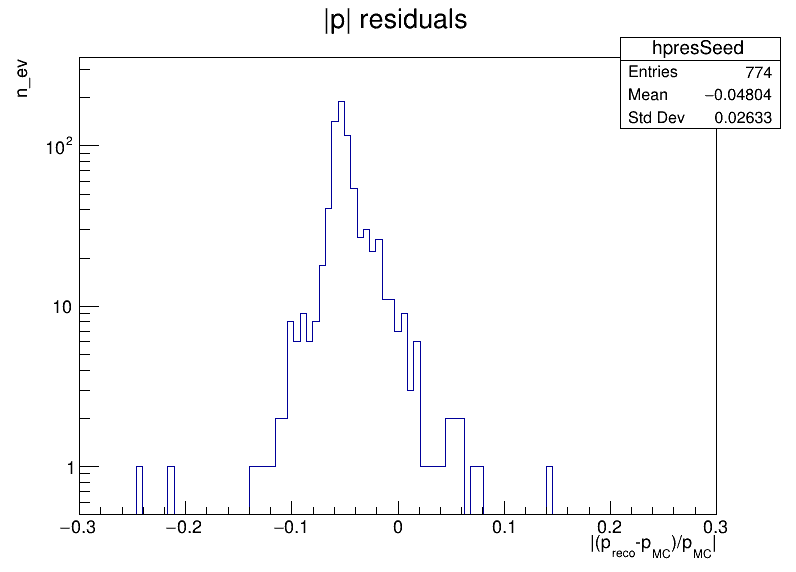 |p| residuals
hpresSeed
Entries 774
Mean −0.04804
Std Dev 0.02633
n_ev
10²
10
1
−0.3 −0.2 −0.1 0 0.1 0.2 0.3
|(p_reco-p_MC)/p_MC|